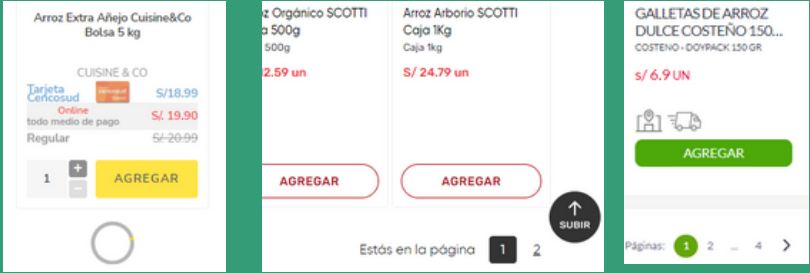 Arroz Extra Añejo Cuisine&Co
Bolsa 5 kg
CUISINE & CO
Tarjeta
Cencosud
S/18.99
Online
todo medio de pago
S/. 19.90
Regular
S/ 20.99
1
+
−
AGREGAR
Orgánico SCOTTI
500g
500g
2.59 un
AGREGAR
Arroz Arborio SCOTTI
Caja 1Kg
Caja 1kg
S/ 24.79 un
AGREGAR
SUBIR
Estás en la página 1 2
GALLETAS DE ARROZ
DULCE COSTEÑO 150...
COSTENO - DOYPACK 150 GR
s/ 6.9 UN
AGREGAR
Páginas: 1 2 ... 4 >